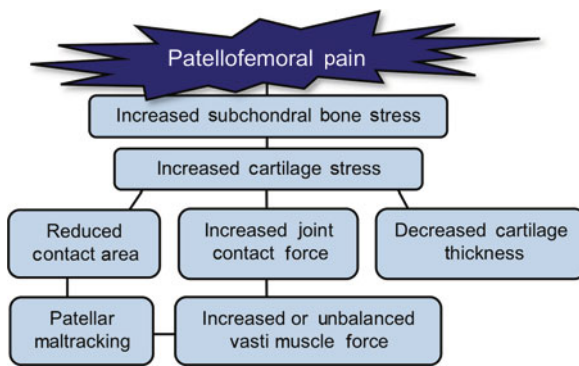 Patellofemoral pain
Increased subchondral bone stress
Increased cartilage stress
Reduced
contact area
Increased joint
contact force
Decreased cartilage
thickness
Patellar
maltracking
Increased or unbalanced
vasti muscle force